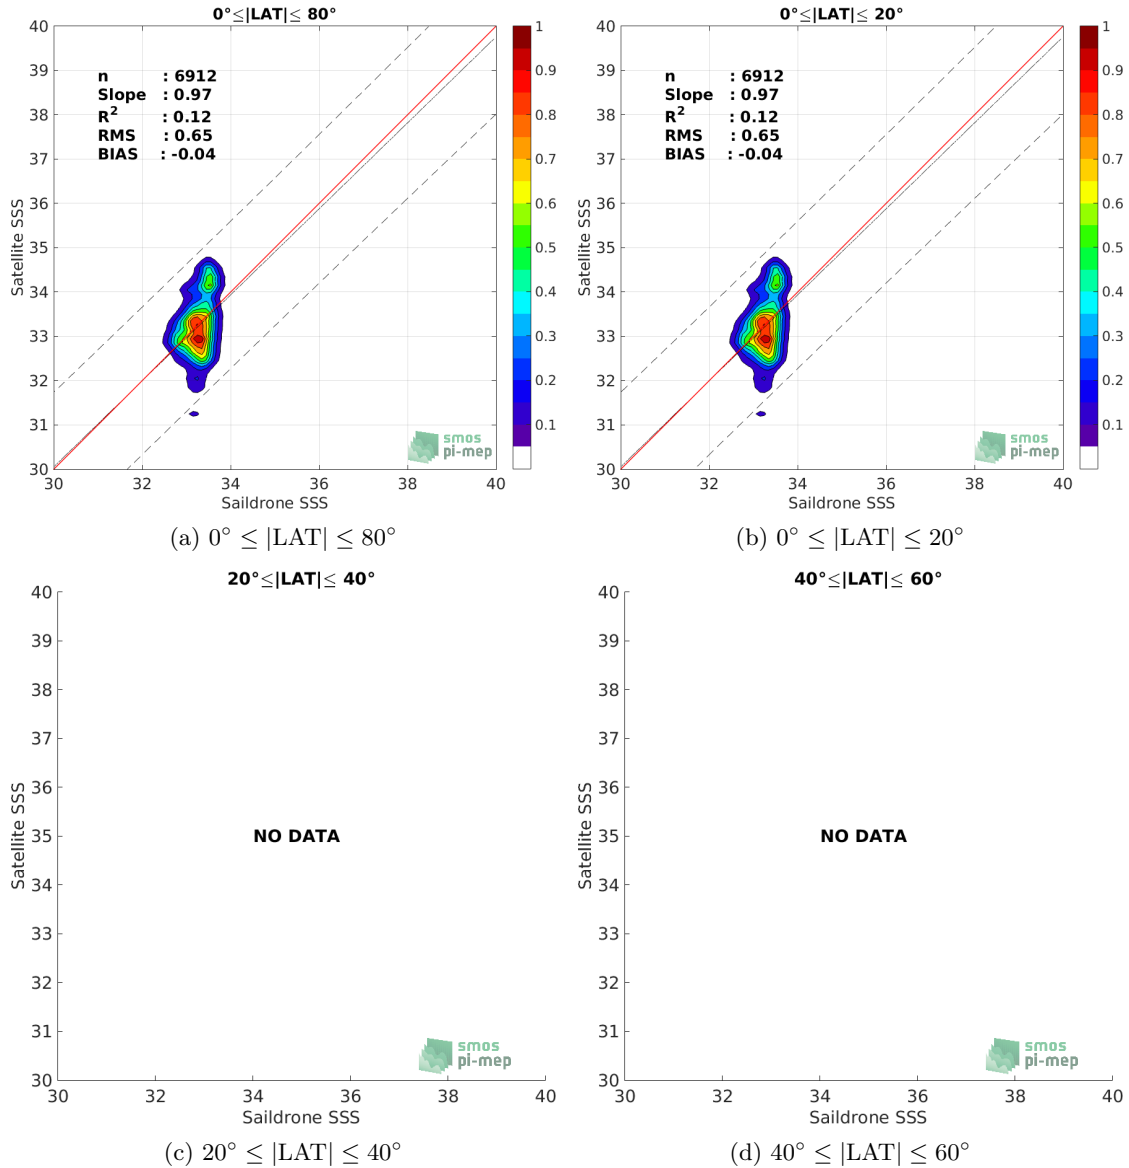 0°≤|LAT|≤ 80°
40
39
38
37
36
35
34
33
32
31
30
Satellite SSS
n : 6912
Slope : 0.97
R² : 0.12
RMS : 0.65
BIAS : -0.04
smos
pi-mep
30 32 34 36 38 40
Saildrone SSS
1
0.9
0.8
0.7
0.6
0.5
0.4
0.3
0.2
0.1
(a) 0° ≤ |LAT| ≤ 80°
0°≤|LAT|≤ 20°
40
39
38
37
36
35
34
33
32
31
30
Satellite SSS
n : 6912
Slope : 0.97
R² : 0.12
RMS : 0.65
BIAS : -0.04
smos
pi-mep
30 32 34 36 38 40
Saildrone SSS
1
0.9
0.8
0.7
0.6
0.5
0.4
0.3
0.2
0.1
(b) 0° ≤ |LAT| ≤ 20°
20°≤|LAT|≤ 40°
40
39
38
37
36
35
34
33
32
31
30
Satellite SSS
NO DATA
smos
pi-mep
30 32 34 36 38 40
Saildrone SSS
(c) 20° ≤ |LAT| ≤ 40°
40°≤|LAT|≤ 60°
40
39
38
37
36
35
34
33
32
31
30
Satellite SSS
NO DATA
smos
pi-mep
30 32 34 36 38 40
Saildrone SSS
(d) 40° ≤ |LAT| ≤ 60°